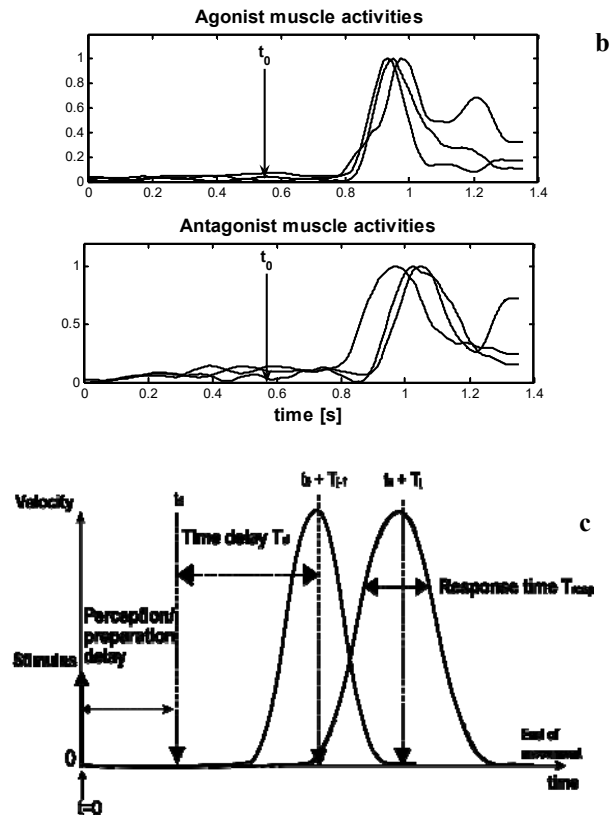 Agonist muscle activities
b
t0
1
0.8
0.6
0.4
0.2
0
0 0.2 0.4 0.6 0.8 1 1.2 1.4
Antagonist muscle activities
t0
1
0.5
0
0 0.2 0.4 0.6 0.8 1 1.2 1.4
time [s]
c
Velocity
Time delay
Response time
Perception/
preparation
delay
Stimulus
0
End of
time
t=0